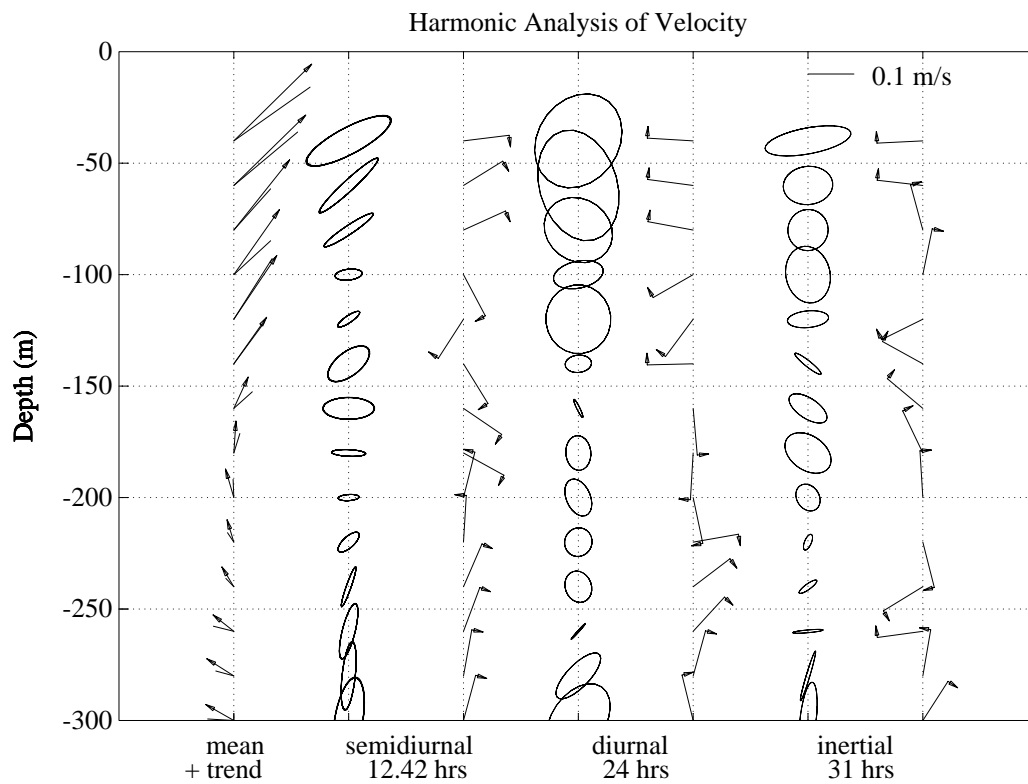 Harmonic Analysis of Velocity
0
0.1 m/s
-50
-100
-150
-200
-250
-300
Depth (m)
mean
+ trend
semidiurnal
12.42 hrs
diurnal
24 hrs
inertial
31 hrs